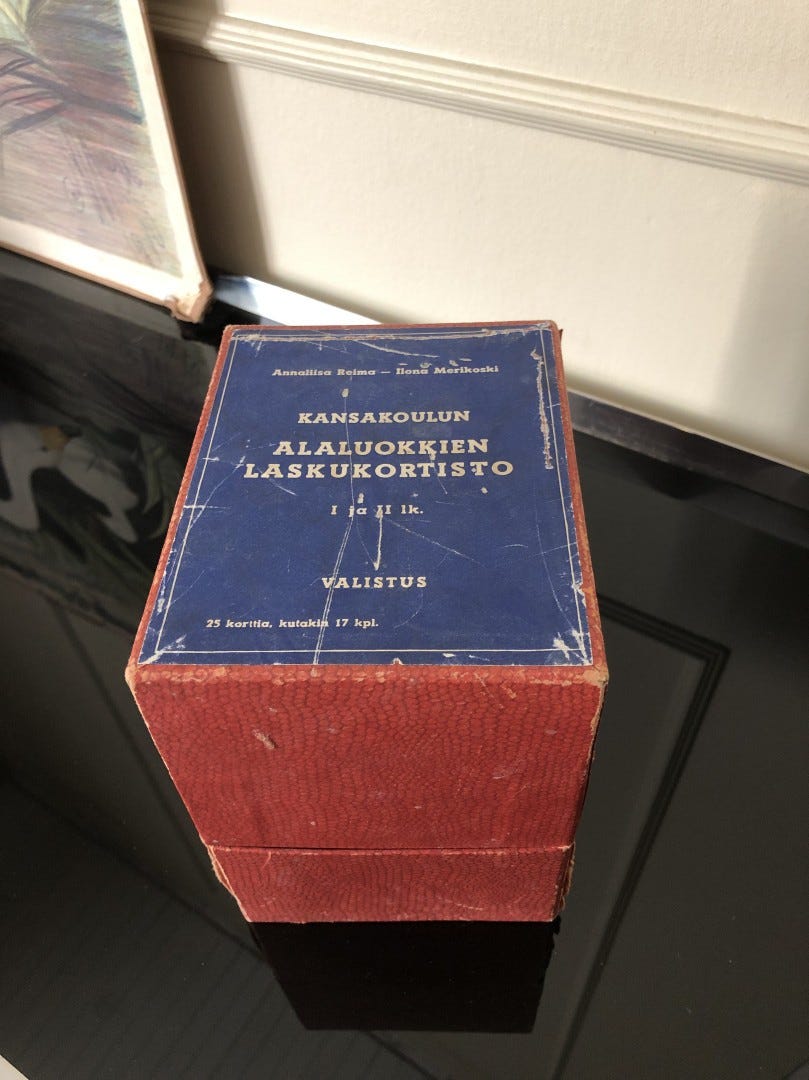 Annaliisa Reima — Ilona Merikoski
KANSAKOULUN
ALALUOKKIEN
LASKUKORTISTO
I ja II lk.
VALISTUS
25 korttia, kutakin 17 kpl.